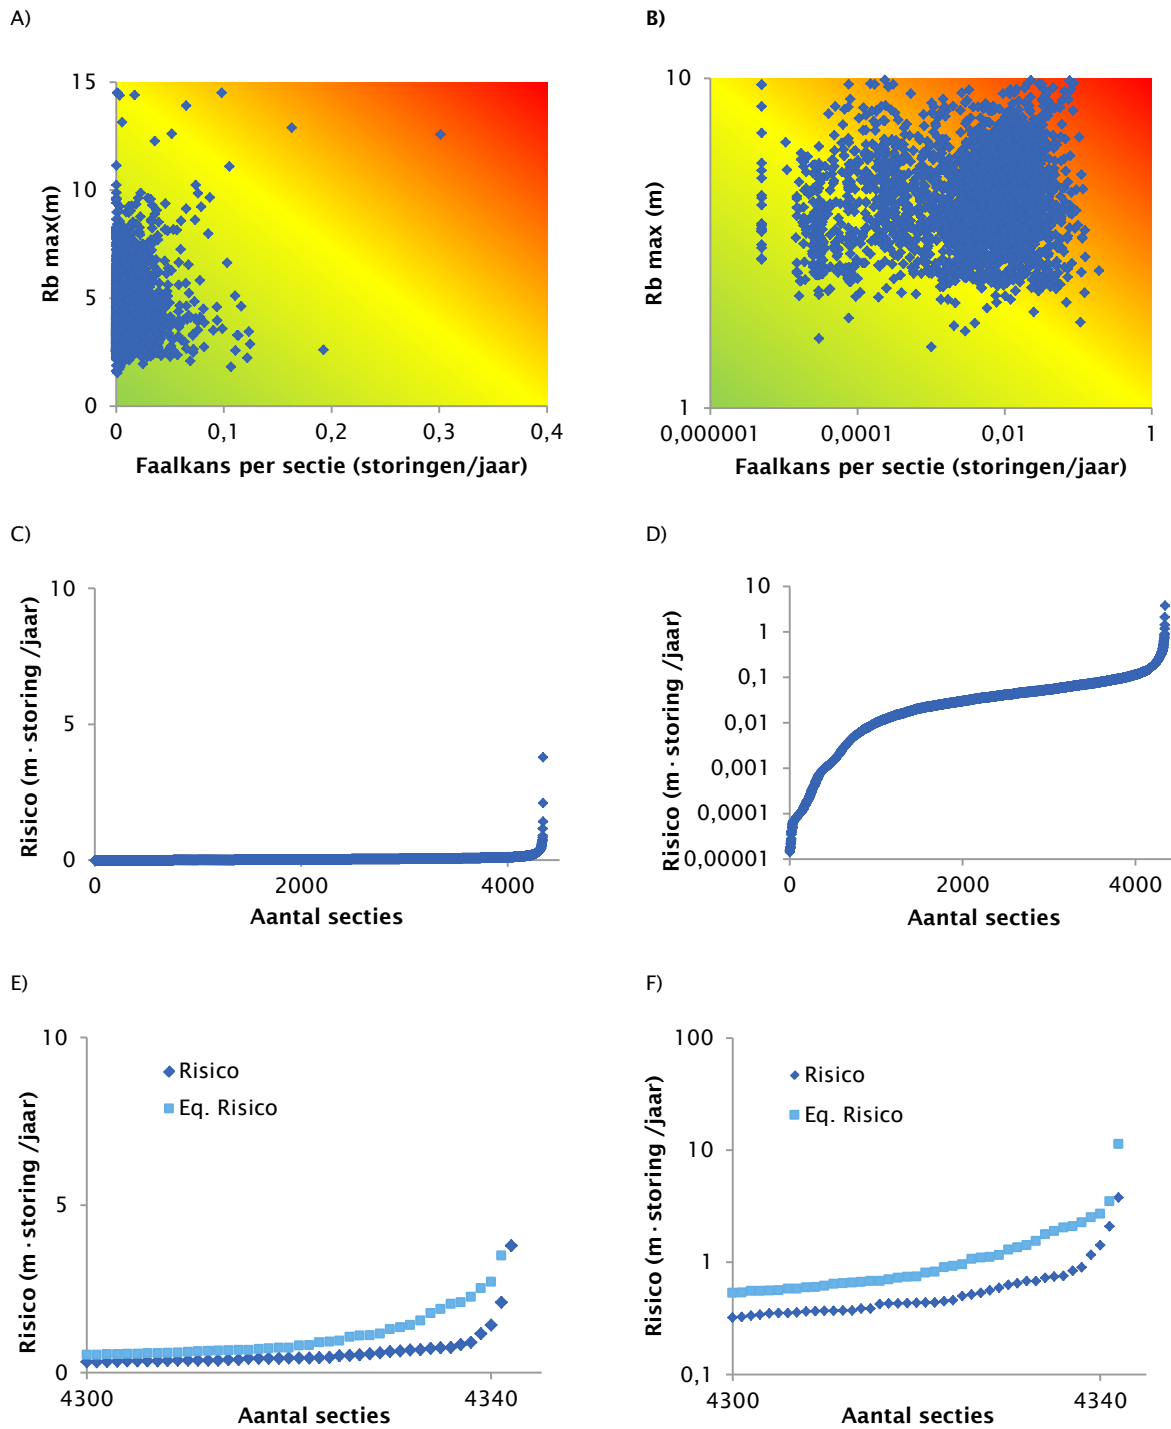 A)
15
10
5
0
0
0,1
0,2
0,3
0,4
Rb max(m)
Faalkans per sectie (storingen/jaar)
B)
10
1
0,000001
0,0001
0,01
1
Rb max (m)
Faalkans per sectie (storingen/jaar)
C)
10
5
0
0
2000
4000
Risico (m · storing /jaar)
Aantal secties
D)
10
1
0,1
0,01
0,001
0,0001
0,00001
0
2000
4000
Risico (m · storing /jaar)
Aantal secties
E)
10
5
0
4300
4340
Risico
Eq. Risico
Risico (m · storing /jaar)
Aantal secties
F)
100
10
1
0,1
4300
4340
Risico
Eq. Risico
Risico (m · storing /jaar)
Aantal secties